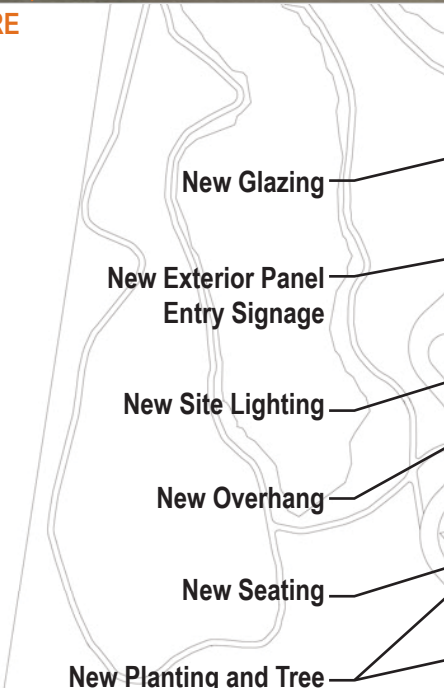 RE
New Glazing
New Exterior Panel
Entry Signage
New Site Lighting
New Overhang
New Seating
New Planting and Tree